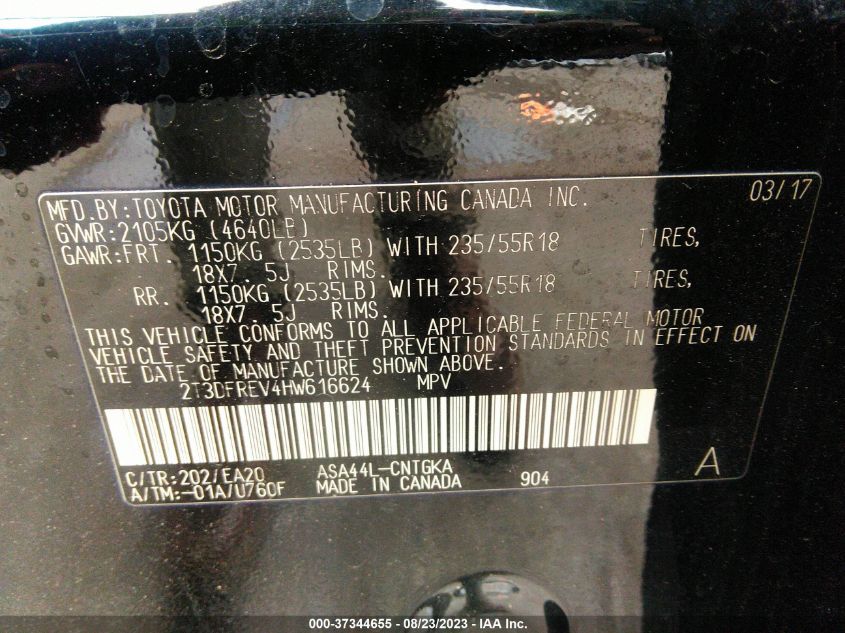 MFD.BY:TOYOTA MOTOR MANUFACTURING CANADA INC. 03/17
GVWR:2105KG (4640LB)
GAWR:FRT. 1150KG (2535LB) WITH 235/55R18 TIRES,
18X7. 5J RIMS.
RR. 1150KG (2535LB) WITH 235/55R18 TIRES,
18X7. 5J RIMS.
THIS VEHICLE CONFORMS TO ALL APPLICABLE FEDERAL MOTOR
VEHICLE SAFETY AND THEFT PREVENTION STANDARDS IN EFFECT ON
THE DATE OF MANUFACTURE SHOWN ABOVE.
2T3DFREV4HW616624 MPV
C/TR:202/EA20 ASA44L-CNTGKA A
A/TM:-01A/U760F MADE IN CANADA 904
000-37344655 - 08/23/2023 - IAA Inc.